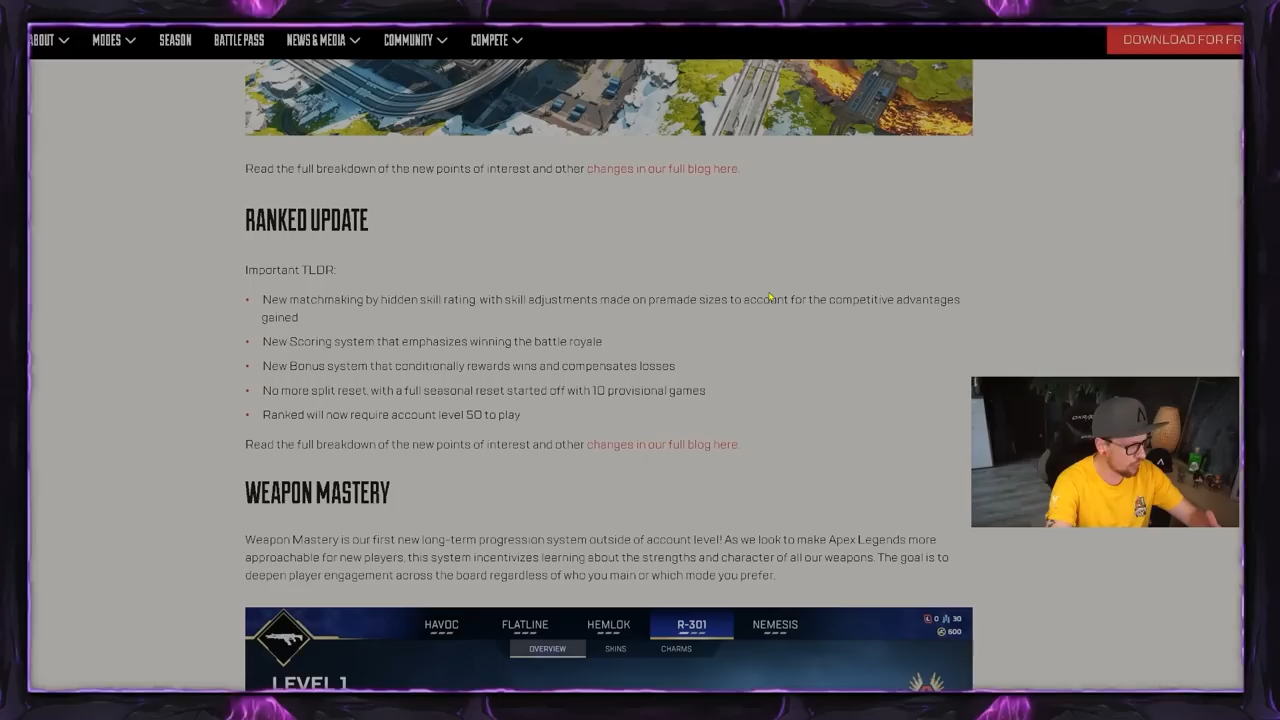 ABOUT MODES SEASON BATTLE PASS NEWS & MEDIA COMMUNITY COMPETE DOWNLOAD FOR FR
Read the full breakdown of the new points of interest and other changes in our full blog here.
RANKED UPDATE
Important TLDR:
• New matchmaking by hidden skill rating, with skill adjustments made on premade sizes to account for the competitive advantages
gained
• New Scoring system that emphasizes winning the battle royale
• New Bonus system that conditionally rewards wins and compensates losses
• No more split reset, with a full seasonal reset started off with 10 provisional games
• Ranked will now require account level 50 to play
Read the full breakdown of the new points of interest and other changes in our full blog here.
WEAPON MASTERY
Weapon Mastery is our first new long-term progression system outside of account level! As we look to make Apex Legends more
approachable for new players, this system incentivizes learning about the strengths and character of all our weapons. The goal is to
deepen player engagement across the board regardless of who you main or which mode you prefer.
HAVOC FLATLINE HEMLOK R-301 NEMESIS 0 30
600
OVERVIEW SKINS CHARMS
LEVEL 1